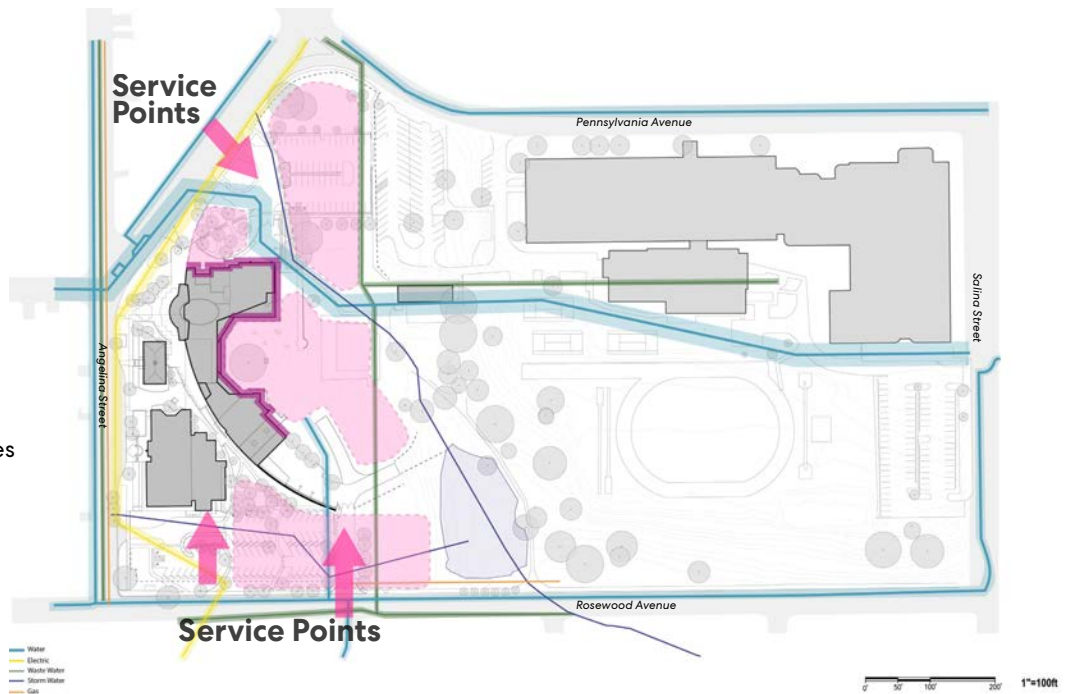 Service
Points
Pennsylvania Avenue
Salina Street
Angelina Street
es
Rosewood Avenue
Service Points
Water
Electric
Waste Water
Storm Water
Gas
0' 50' 100' 200'
1"=100ft